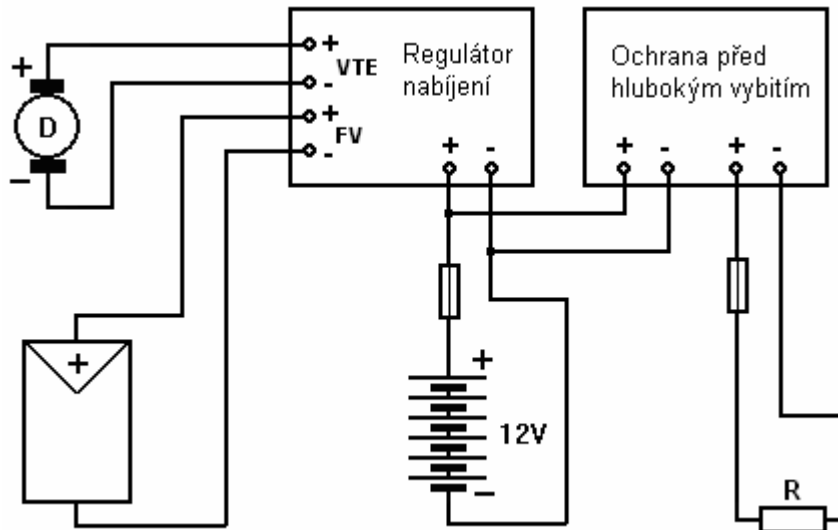 +
VTE
-
+
FV
-
Regulátor
nabíjení
+ -
Ochrana před
hlubokým vybitím
+ - + -
+
D
−
+
+
12V
−
R